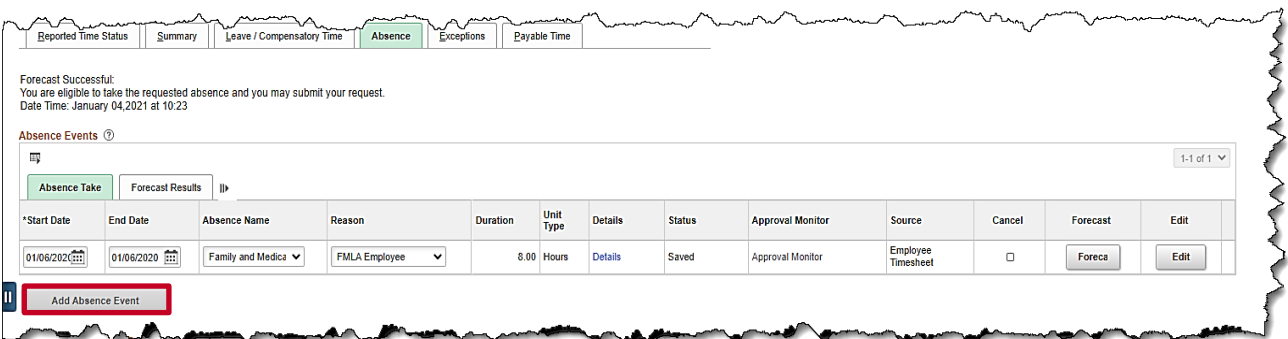 Reported Time Status Summary Leave / Compensatory Time Absence Exceptions Payable Time
Forecast Successful:
You are eligible to take the requested absence and you may submit your request.
Date Time: January 04,2021 at 10:23
Absence Events
1-1 of 1
Absence Take Forecast Results
*Start Date End Date Absence Name Reason Duration Unit Type Details Status Approval Monitor Source Cancel Forecast Edit
01/06/202 01/06/2020 Family and Medica FMLA Employee 8.00 Hours Details Saved Approval Monitor Employee Timesheet Foreca Edit
Add Absence Event